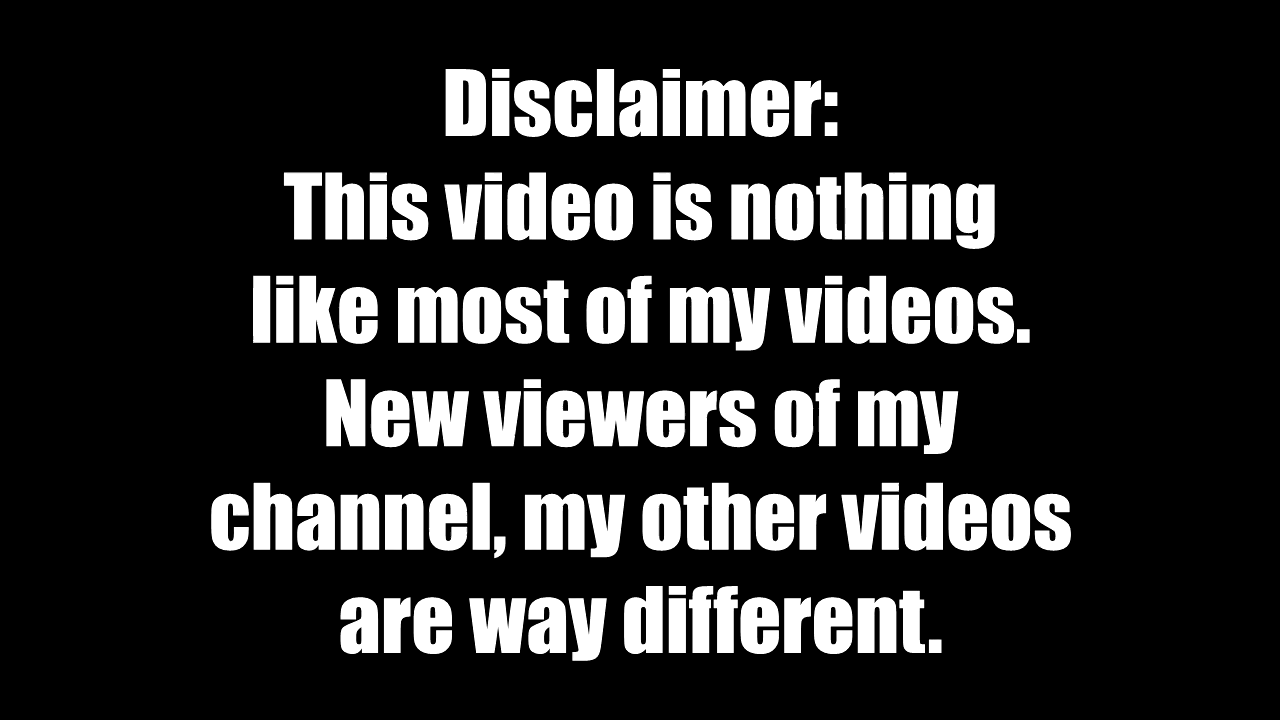 Disclaimer:
This video is nothing
like most of my videos.
New viewers of my
channel, my other videos
are way different.